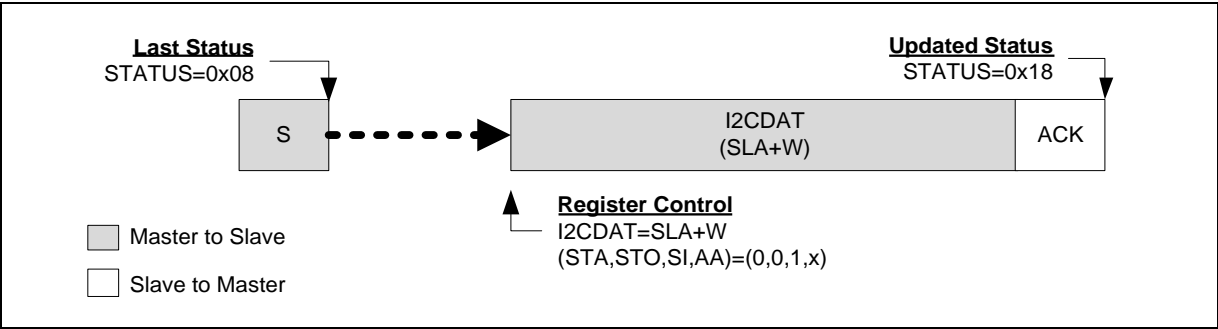 Last Status
STATUS=0x08
Updated Status
STATUS=0x18
S
I2CDAT
(SLA+W)
ACK
Register Control
I2CDAT=SLA+W
(STA,STO,SI,AA)=(0,0,1,x)
Master to Slave
Slave to Master